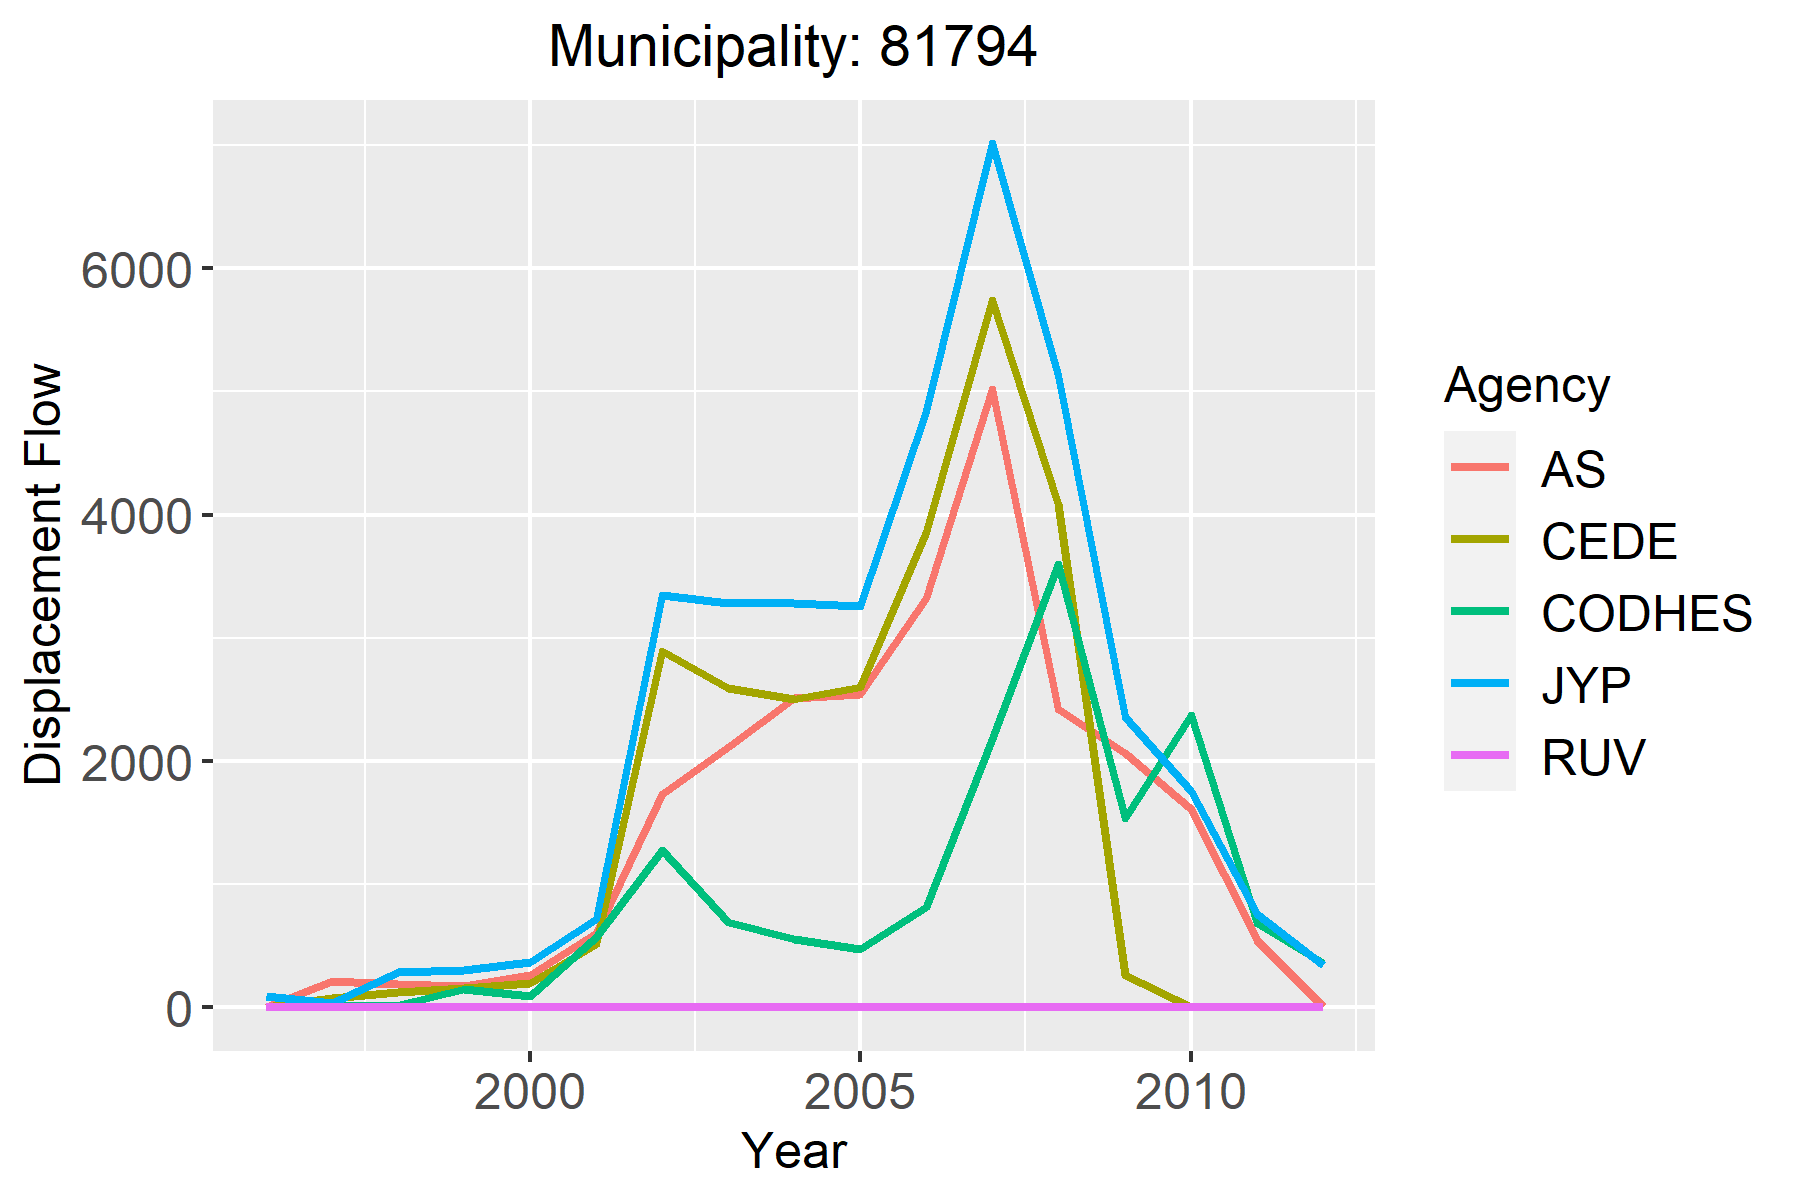 Municipality: 81794
Displacement Flow
6000
4000
2000
0
2000
2005
2010
Year
Agency
AS
CEDE
CODHES
JYP
RUV